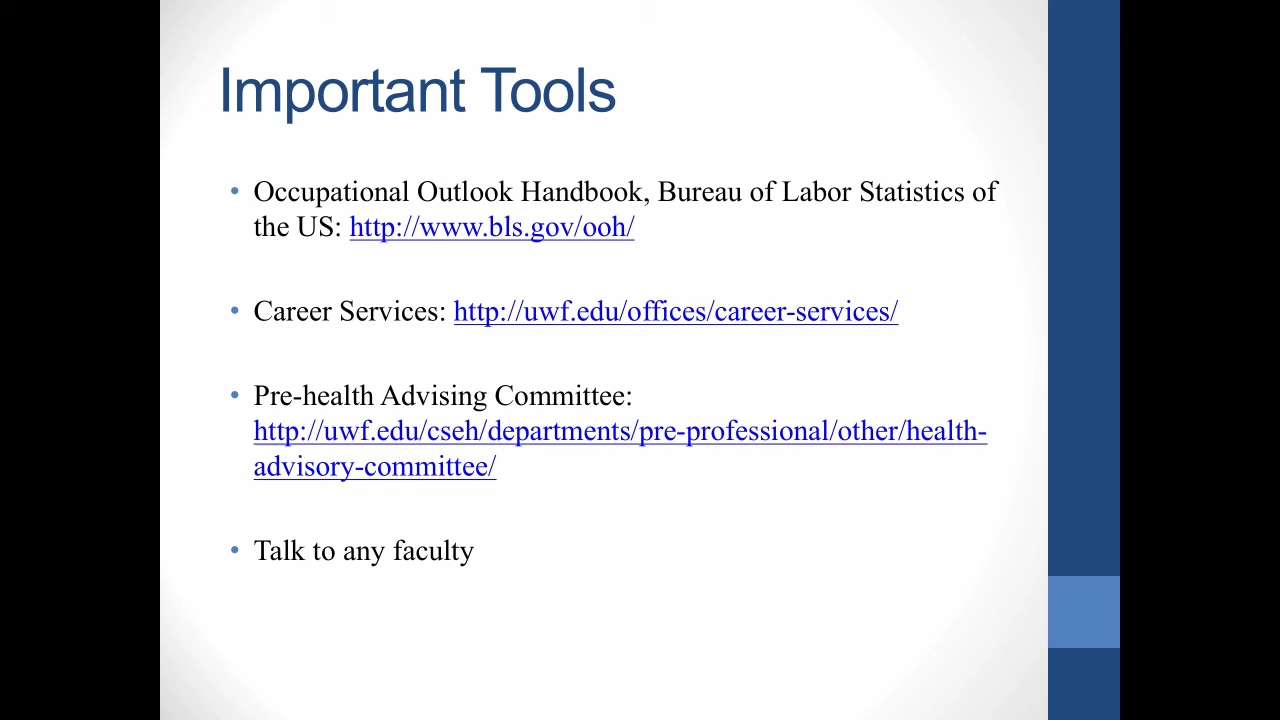 Important Tools
• Occupational Outlook Handbook, Bureau of Labor Statistics of
the US: http://www.bls.gov/ooh/
• Career Services: http://uwf.edu/offices/career-services/
• Pre-health Advising Committee:
http://uwf.edu/cseh/departments/pre-professional/other/health-
advisory-committee/
• Talk to any faculty